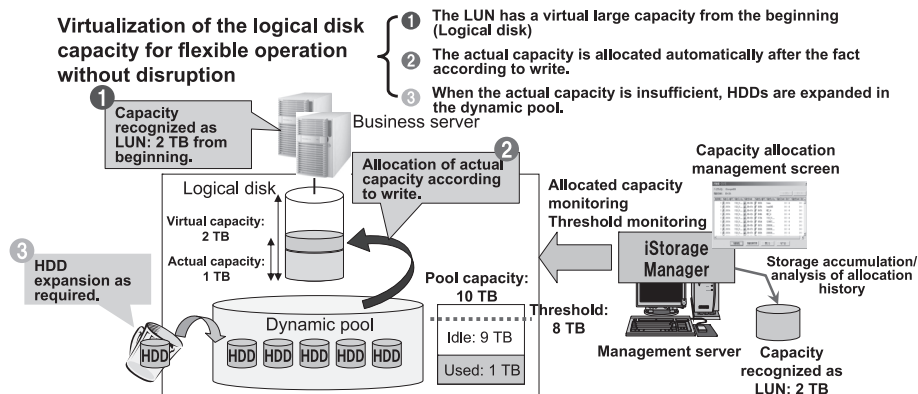 Virtualization of the logical disk
capacity for flexible operation
without disruption
1 The LUN has a virtual large capacity from the beginning
(Logical disk)
2 The actual capacity is allocated automatically after the fact
according to write.
3 When the actual capacity is insufficient, HDDs are expanded in
the dynamic pool.
1
Capacity
recognized as
LUN: 2 TB from
beginning.
Business server
2
Allocation of actual
capacity according
to write.
Logical disk
Virtual capacity:
2 TB
Actual capacity:
1 TB
3
HDD
expansion as
required.
HDD
Dynamic pool
HDD HDD HDD HDD HDD
Pool capacity:
10 TB
Idle: 9 TB
Used: 1 TB
Threshold:
8 TB
Allocated capacity
monitoring
Threshold monitoring
Capacity allocation
management screen
iStorage
Manager
Management server
Storage accumulation/
analysis of allocation
history
Capacity
recognized as
LUN: 2 TB